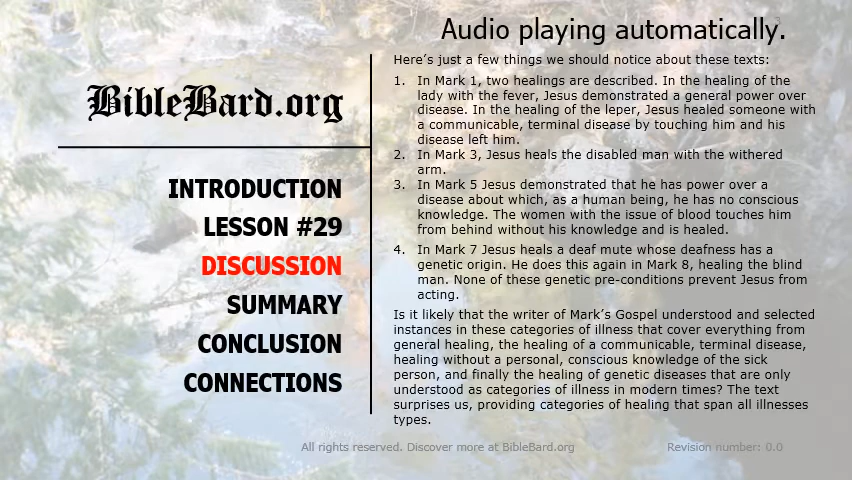 Audio playing automatically.
BibleBard.org
INTRODUCTION
LESSON #29
DISCUSSION
SUMMARY
CONCLUSION
CONNECTIONS
Here's just a few things we should notice about these texts:
1. In Mark 1, two healings are described. In the healing of the
lady with the fever, Jesus demonstrated a general power over
disease. In the healing of the leper, Jesus healed someone with
a communicable, terminal disease by touching him and his
disease left him.
2. In Mark 3, Jesus heals the disabled man with the withered
arm.
3. In Mark 5 Jesus demonstrated that he has power over a
disease about which, as a human being, he has no conscious
knowledge. The women with the issue of blood touches him
from behind without his knowledge and is healed.
4. In Mark 7 Jesus heals a deaf mute whose deafness has a
genetic origin. He does this again in Mark 8, healing the blind
man. None of these genetic pre-conditions prevent Jesus from
acting.
Is it likely that the writer of Mark's Gospel understood and selected
instances in these categories of illness that cover everything from
general healing, the healing of a communicable, terminal disease,
healing without a personal, conscious knowledge of the sick
person, and finally the healing of genetic diseases that are only
understood as categories of illness in modern times? The text
surprises us, providing categories of healing that span all illnesses
types.
All rights reserved. Discover more at BibleBard.org
Revision number: 0.0